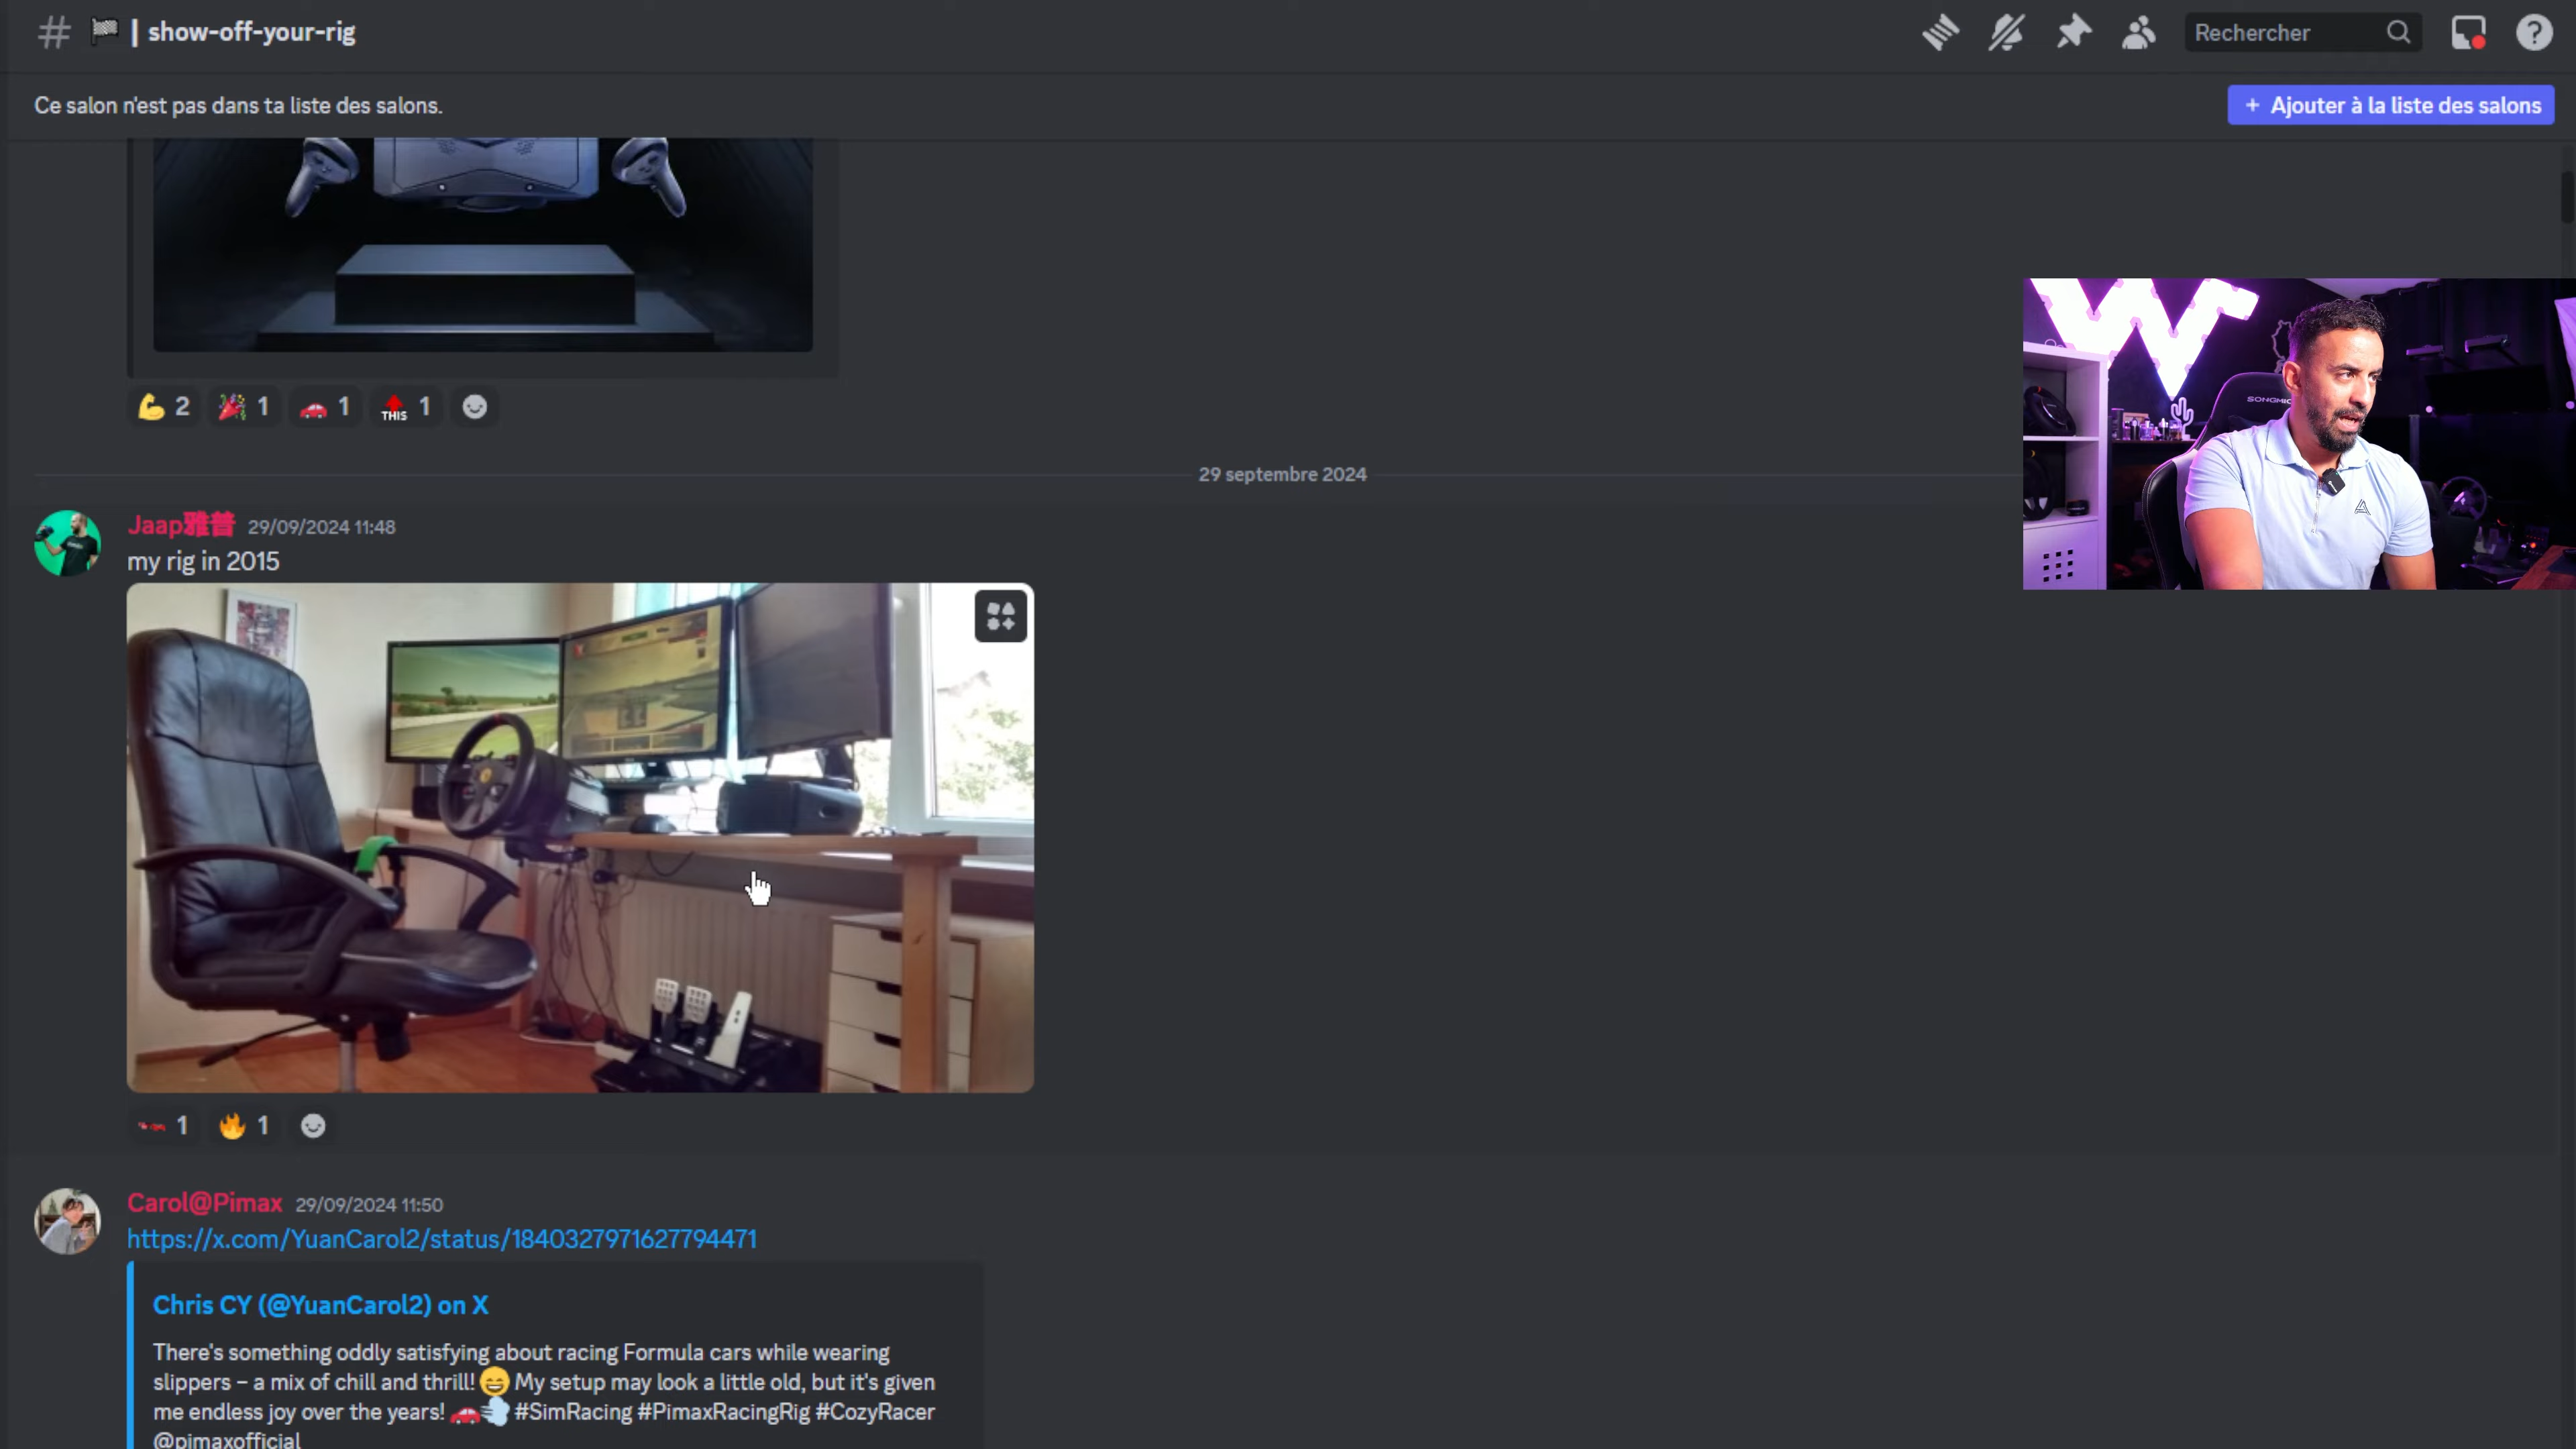 show-off-your-rig
Rechercher
Ce salon n'est pas dans ta liste des salons.
+ Ajouter à la liste des salons
2 1 1 THIS 1
29 septembre 2024
SONGMIC
Jaap雅普 29/09/2024 11:48
my rig in 2015
1 1
Carol@Pimax 29/09/2024 11:50
https://x.com/YuanCarol2/status/1840327971627794471
Chris CY (@YuanCarol2) on X
There's something oddly satisfying about racing Formula cars while wearing
slippers – a mix of chill and thrill! 😄 My setup may look a little old, but it's given
me endless joy over the years! 🚗💨 #SimRacing #PimaxRacingRig #CozyRacer
@pimaxofficial